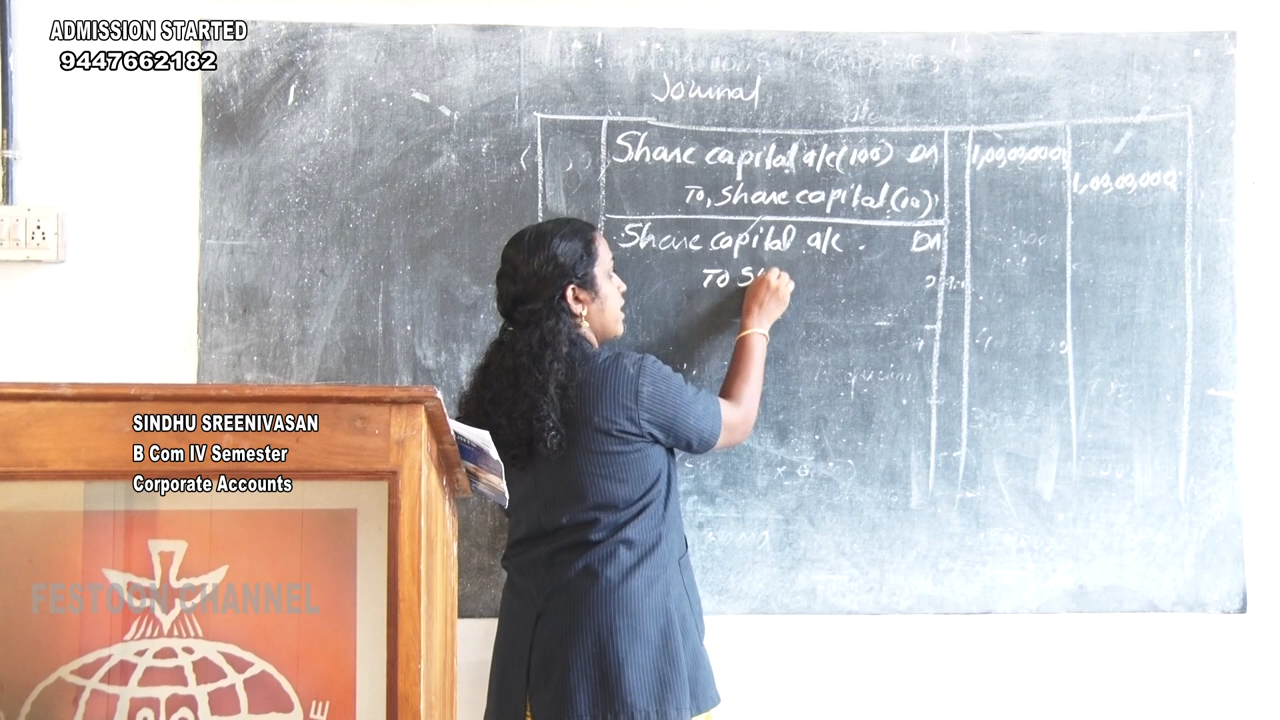 ADMISSION STARTED
9447662182
Journal
Share capital a/c (100) Dr 1,00,00,000
To, Share capital (10) 1,00,00,000
Share capital a/c . Dr
To S
SINDHU SREENIVASAN
B Com IV Semester
Corporate Accounts
FESTOON CHANNEL